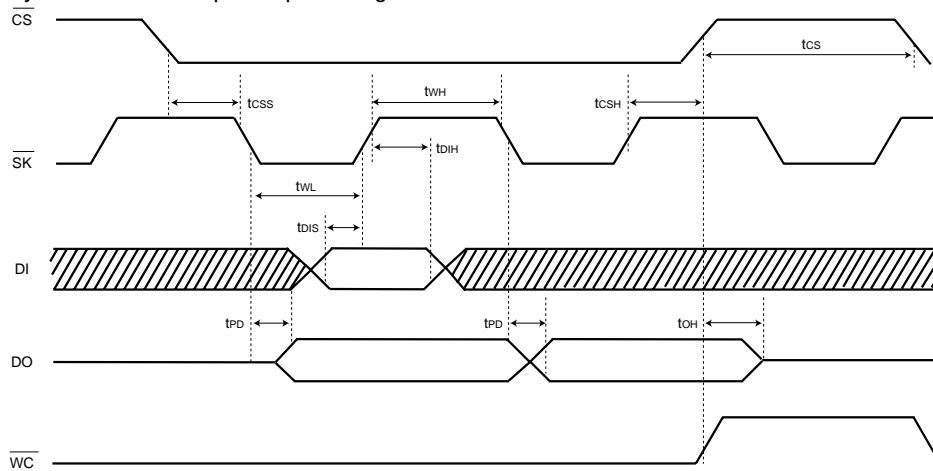 CS
tCS
tCSS
tWH
tCSH
SK
tDIH
tWL
tDIS
DI
tPD
tPD
tOH
DO
WC